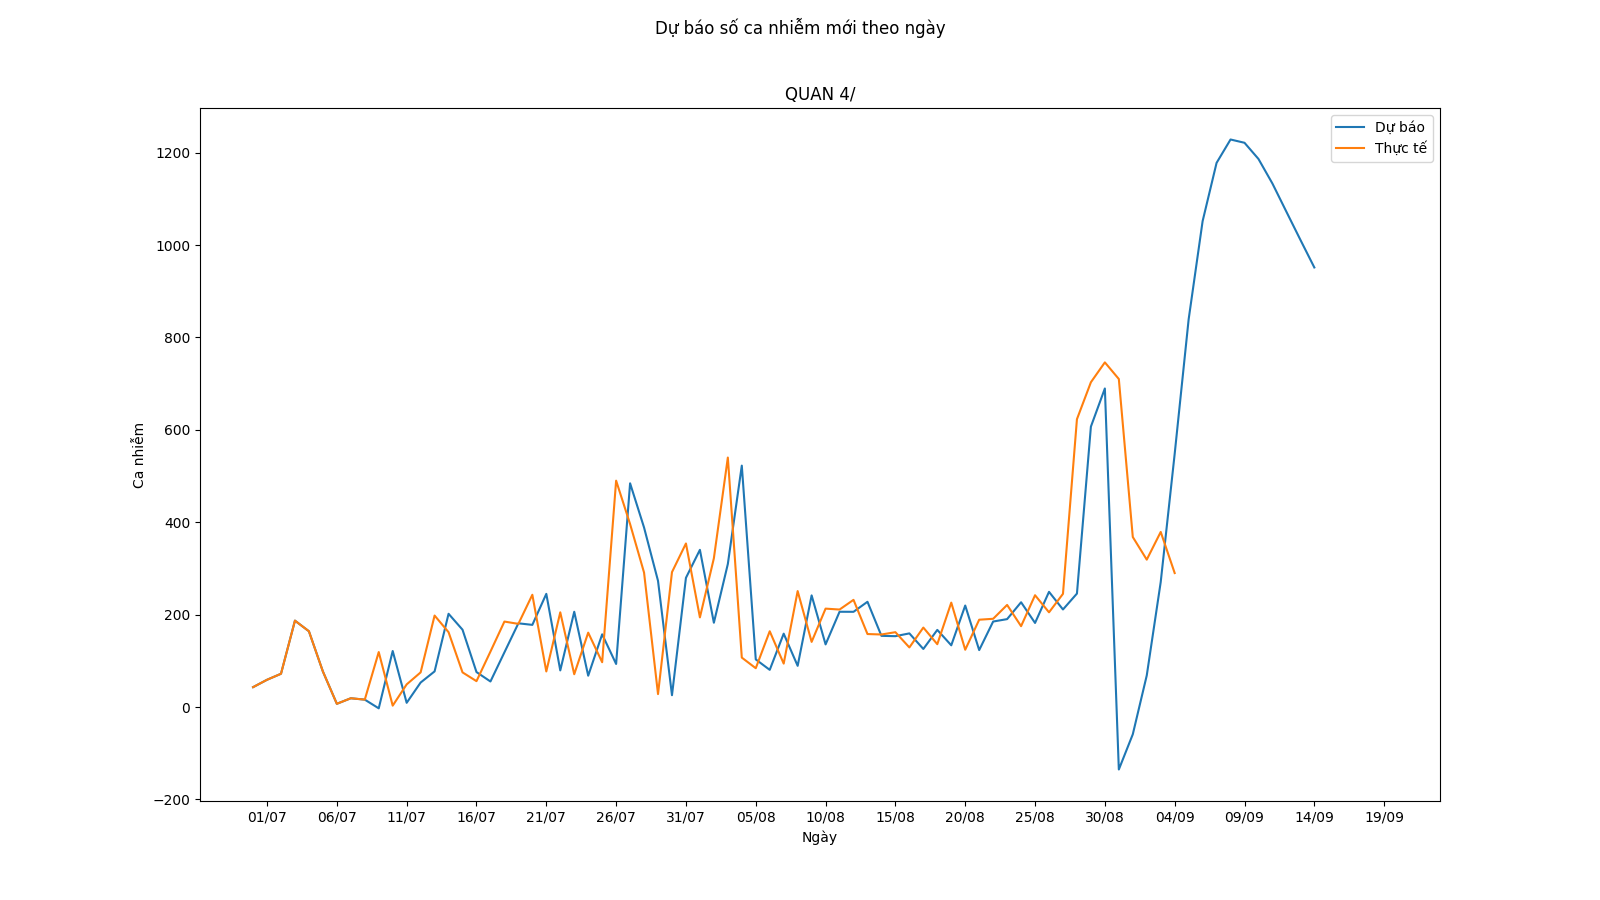 Dự báo số ca nhiễm mới theo ngày
QUAN 4/
Dự báo
Thực tế
1200
1000
800
600
400
200
0
−200
Ca nhiễm
01/07 06/07 11/07 16/07 21/07 26/07 31/07 05/08 10/08 15/08 20/08 25/08 30/08 04/09 09/09 14/09 19/09
Ngày